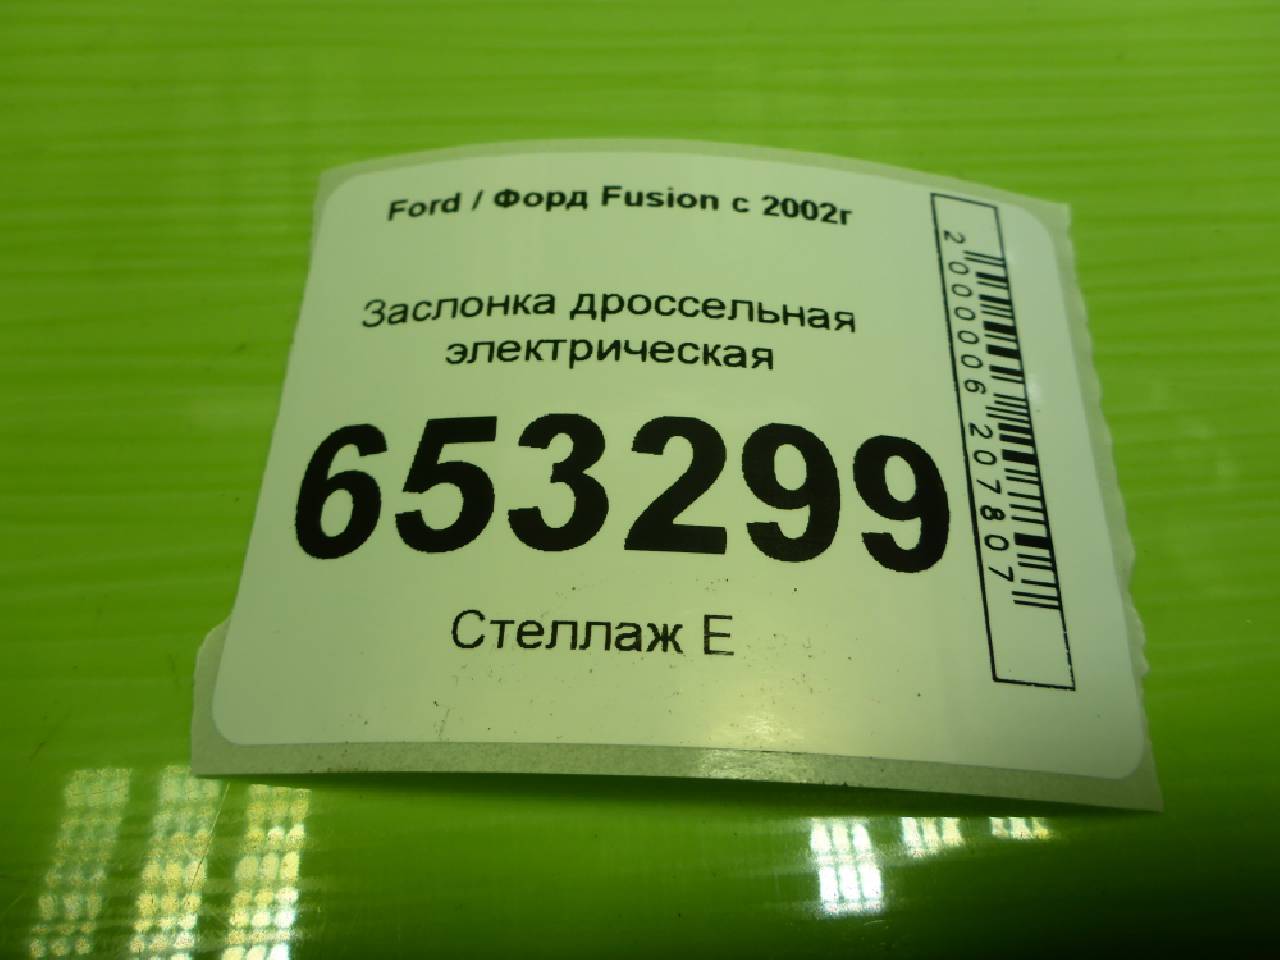 Ford / Форд Fusion с 2002г
Заслонка дроссельная
электрическая
653299
Стеллаж Е
2000006207807